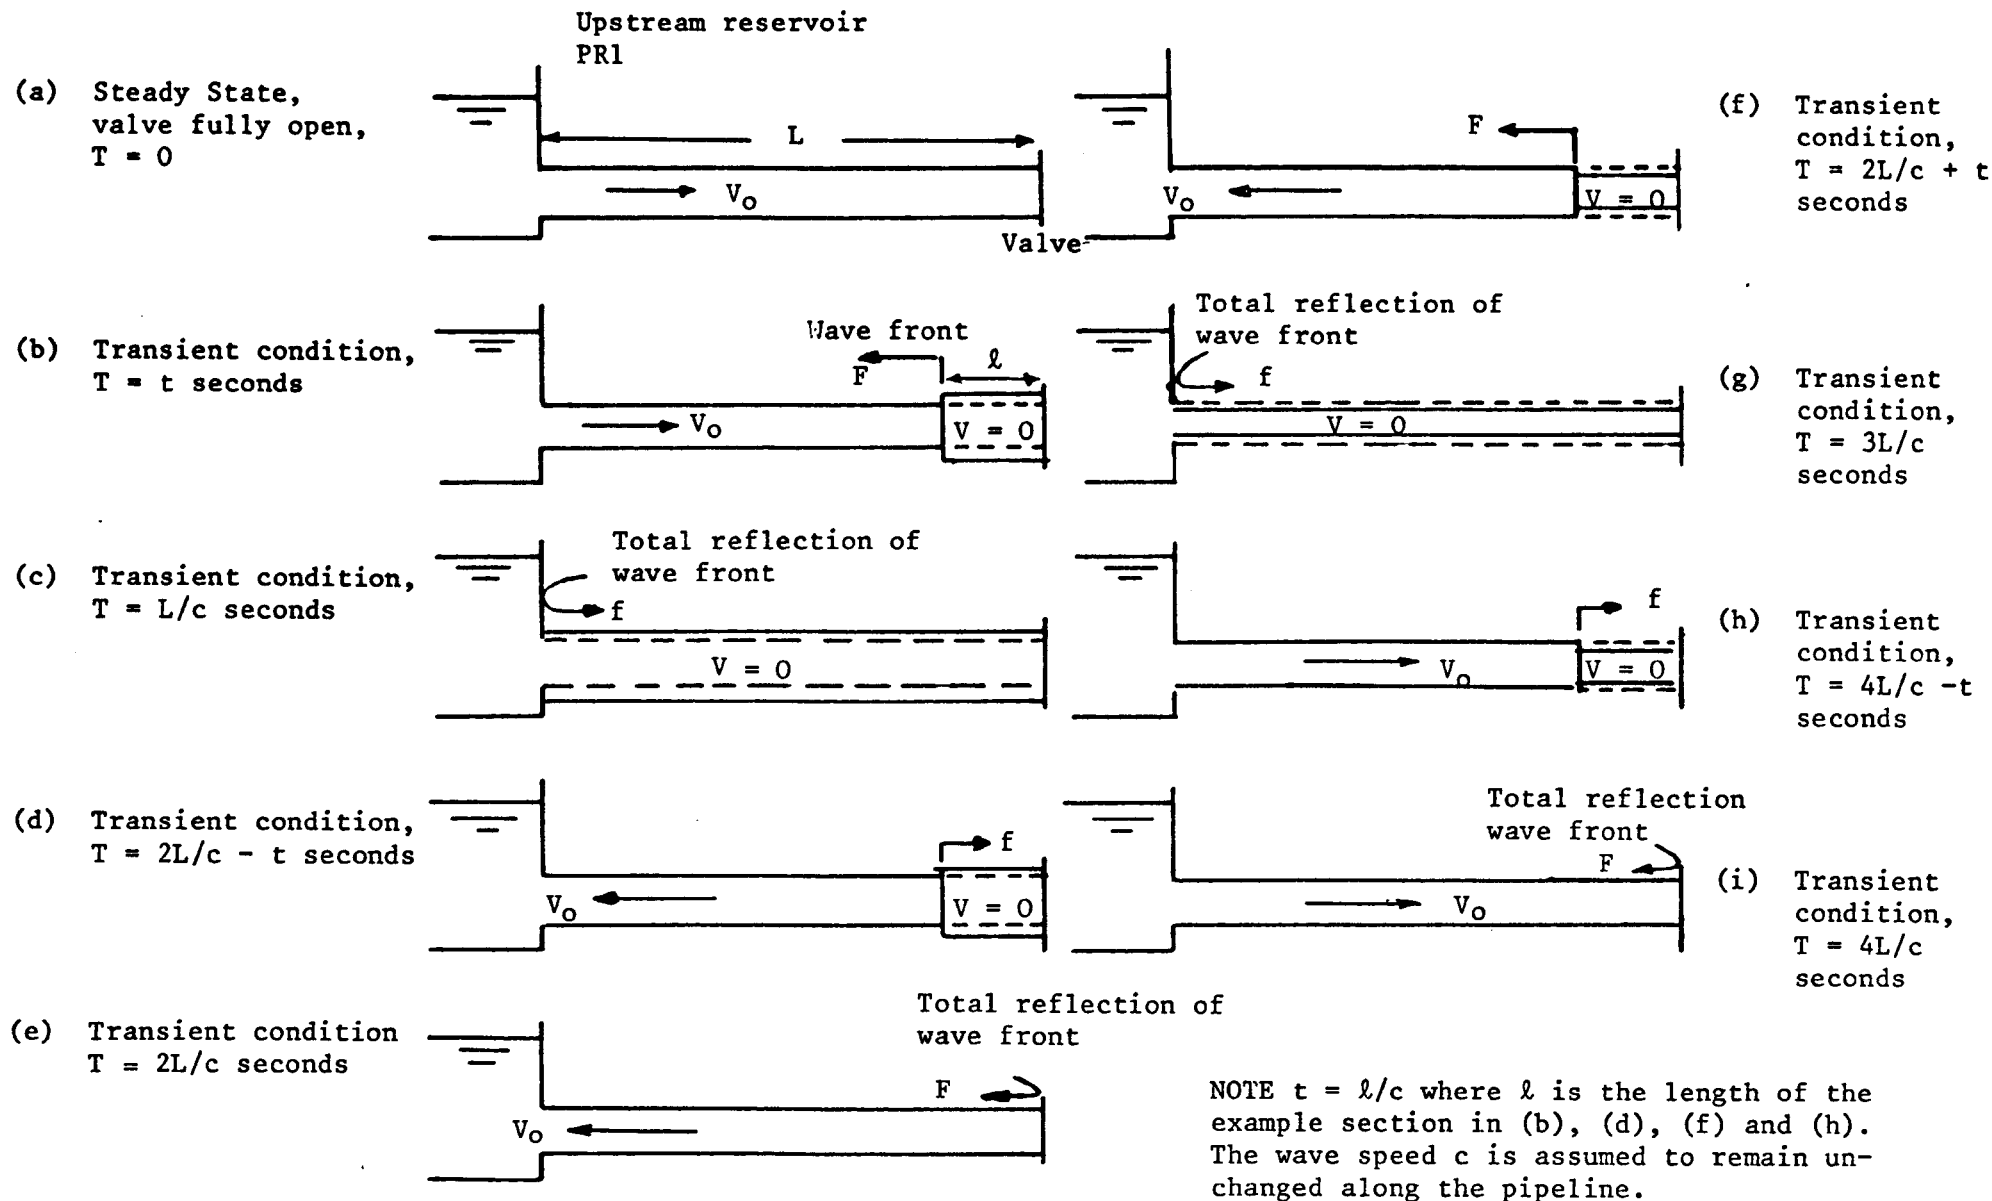 Upstream reservoir
PR1
(a) Steady State,
valve fully open,
T = 0
L
V₀
Valve
(b) Transient condition,
T = t seconds
Wave front
F
ℓ
V₀
V = 0
(c) Transient condition,
T = L/c seconds
Total reflection of
wave front
f
V = 0
(d) Transient condition,
T = 2L/c - t seconds
f
V₀
V = 0
(e) Transient condition
T = 2L/c seconds
Total reflection of
wave front
F
V₀
(f) Transient
condition,
T = 2L/c + t
seconds
F
V₀
V = 0
Total reflection of
wave front
f
V = 0
(g) Transient
condition,
T = 3L/c
seconds
f
V₀
V = 0
(h) Transient
condition,
T = 4L/c -t
seconds
Total reflection
wave front
F
V₀
(i) Transient
condition,
T = 4L/c
seconds
NOTE t = ℓ/c where ℓ is the length of the
example section in (b), (d), (f) and (h).
The wave speed c is assumed to remain un-
changed along the pipeline.